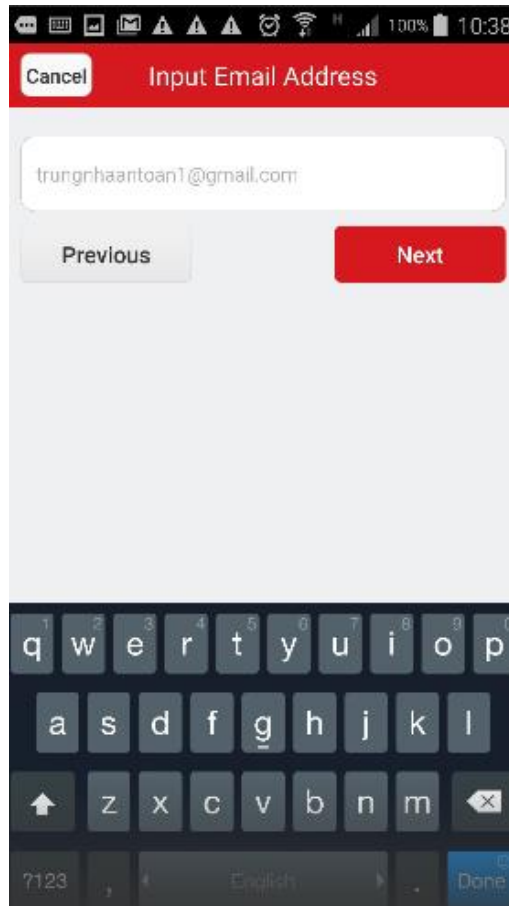 H 100% 10:38
Cancel Input Email Address
trungnhaantoan1@gmail.com
Previous Next
1 2 3 4 5 6 7 8 9 0
q w e r t y u i o p
a s d f g h j k l
z x c v b n m
?123 , English . Done